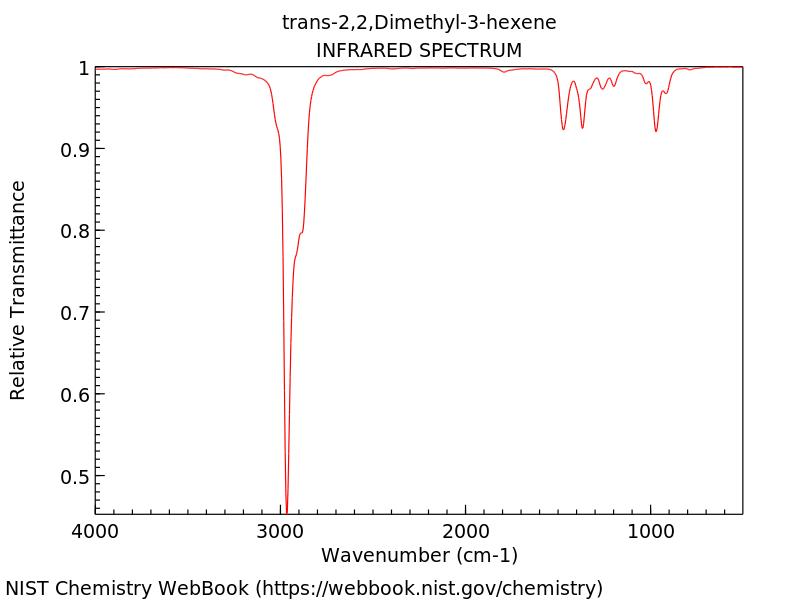 trans-2,2,Dimethyl-3-hexene
INFRARED SPECTRUM
1
0.9
0.8
0.7
0.6
0.5
Relative Transmittance
4000 3000 2000 1000
Wavenumber (cm-1)
NIST Chemistry WebBook (https://webbook.nist.gov/chemistry)